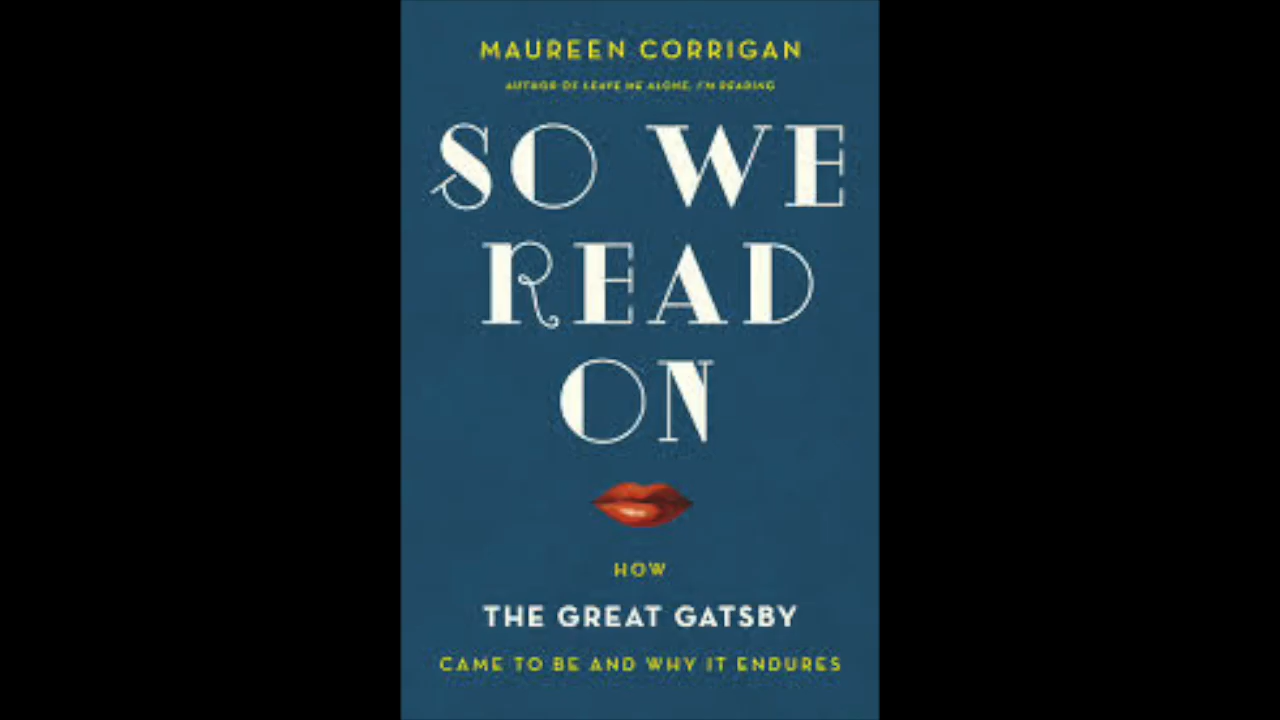 MAUREEN CORRIGAN
AUTHOR OF LEAVE ME ALONE, I'M READING
SO WE
READ
ON
HOW
THE GREAT GATSBY
CAME TO BE AND WHY IT ENDURES